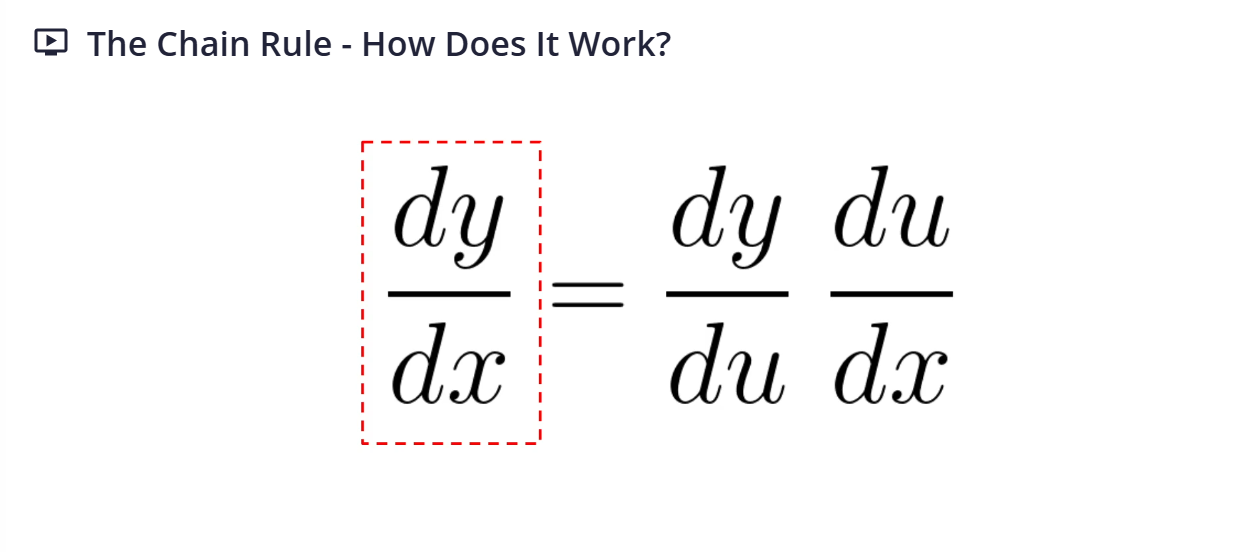 The Chain Rule - How Does It Work?
dy/dx = dy/du du/dx